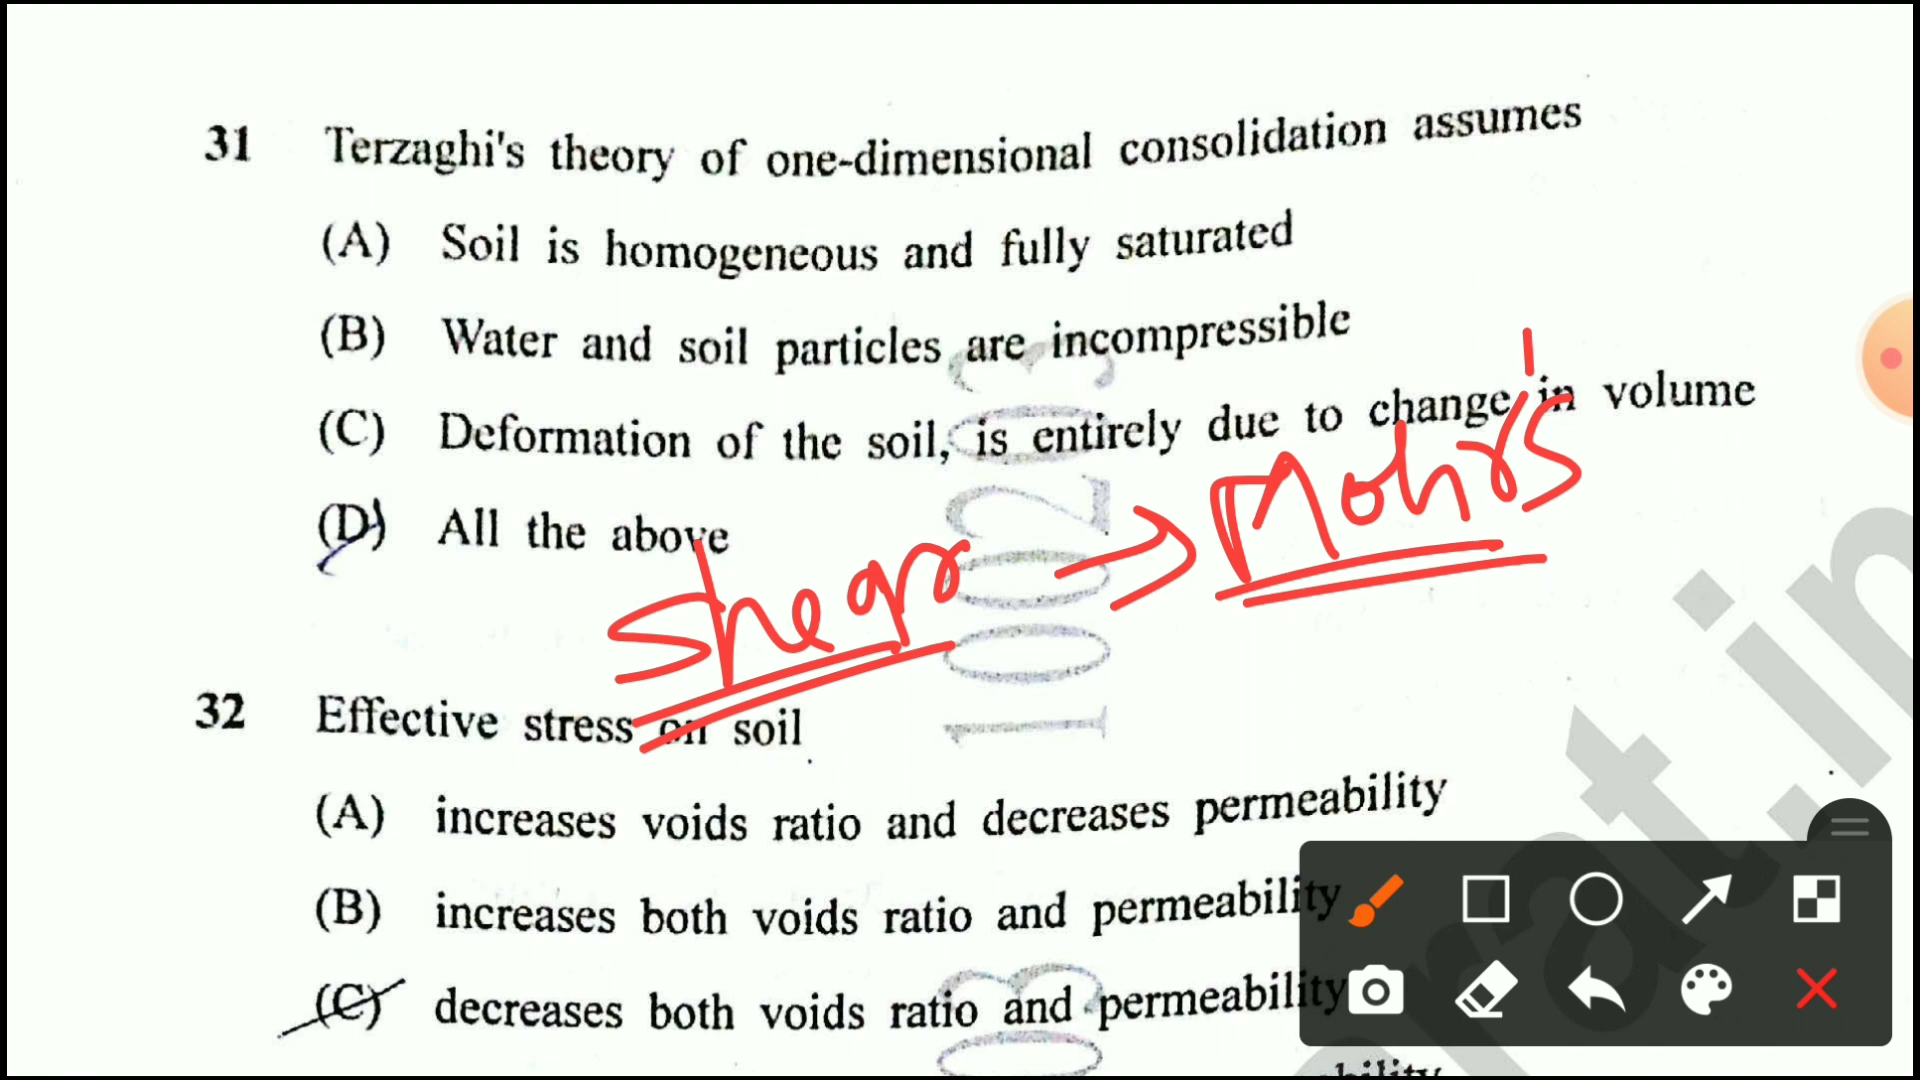 31 Terzaghi's theory of one-dimensional consolidation assumes
(A) Soil is homogeneous and fully saturated
(B) Water and soil particles are incompressible
(C) Deformation of the soil, is entirely due to change in volume
(D) All the above
Shear → Mohr's
100203
32 Effective stress on soil
(A) increases voids ratio and decreases permeability
(B) increases both voids ratio and permeability
(C) decreases both voids ratio and permeability